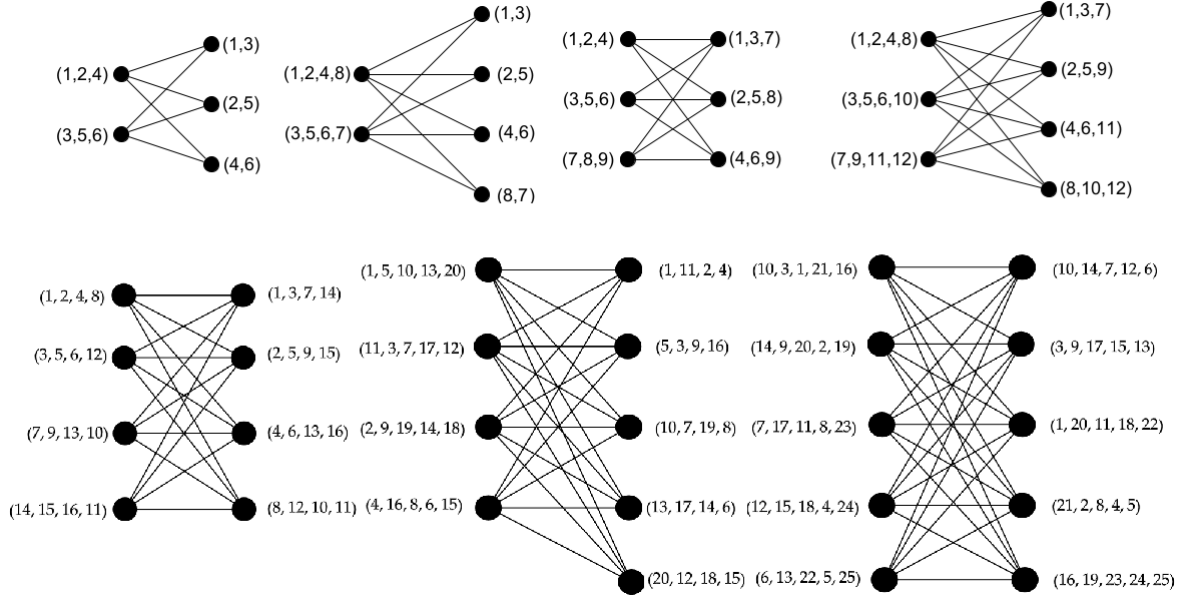 (1,2,4)
(3,5,6)
(1,3)
(2,5)
(4,6)
(1,2,4,8)
(3,5,6,7)
(1,3)
(2,5)
(4,6)
(8,7)
(1,2,4)
(3,5,6)
(7,8,9)
(1,3,7)
(2,5,8)
(4,6,9)
(1,2,4,8)
(3,5,6,10)
(7,9,11,12)
(1,3,7)
(2,5,9)
(4,6,11)
(8,10,12)
(1, 2, 4, 8)
(3, 5, 6, 12)
(7, 9, 13, 10)
(14, 15, 16, 11)
(1, 3, 7, 14)
(2, 5, 9, 15)
(4, 6, 13, 16)
(8, 12, 10, 11)
(1, 5, 10, 13, 20)
(11, 3, 7, 17, 12)
(2, 9, 19, 14, 18)
(4, 16, 8, 6, 15)
(1, 11, 2, 4)
(5, 3, 9, 16)
(10, 7, 19, 8)
(13, 17, 14, 6)
(20, 12, 18, 15)
(10, 3, 1, 21, 16)
(14, 9, 20, 2, 19)
(7, 17, 11, 8, 23)
(12, 15, 18, 4, 24)
(6, 13, 22, 5, 25)
(10, 14, 7, 12, 6)
(3, 9, 17, 15, 13)
(1, 20, 11, 18, 22)
(21, 2, 8, 4, 5)
(16, 19, 23, 24, 25)